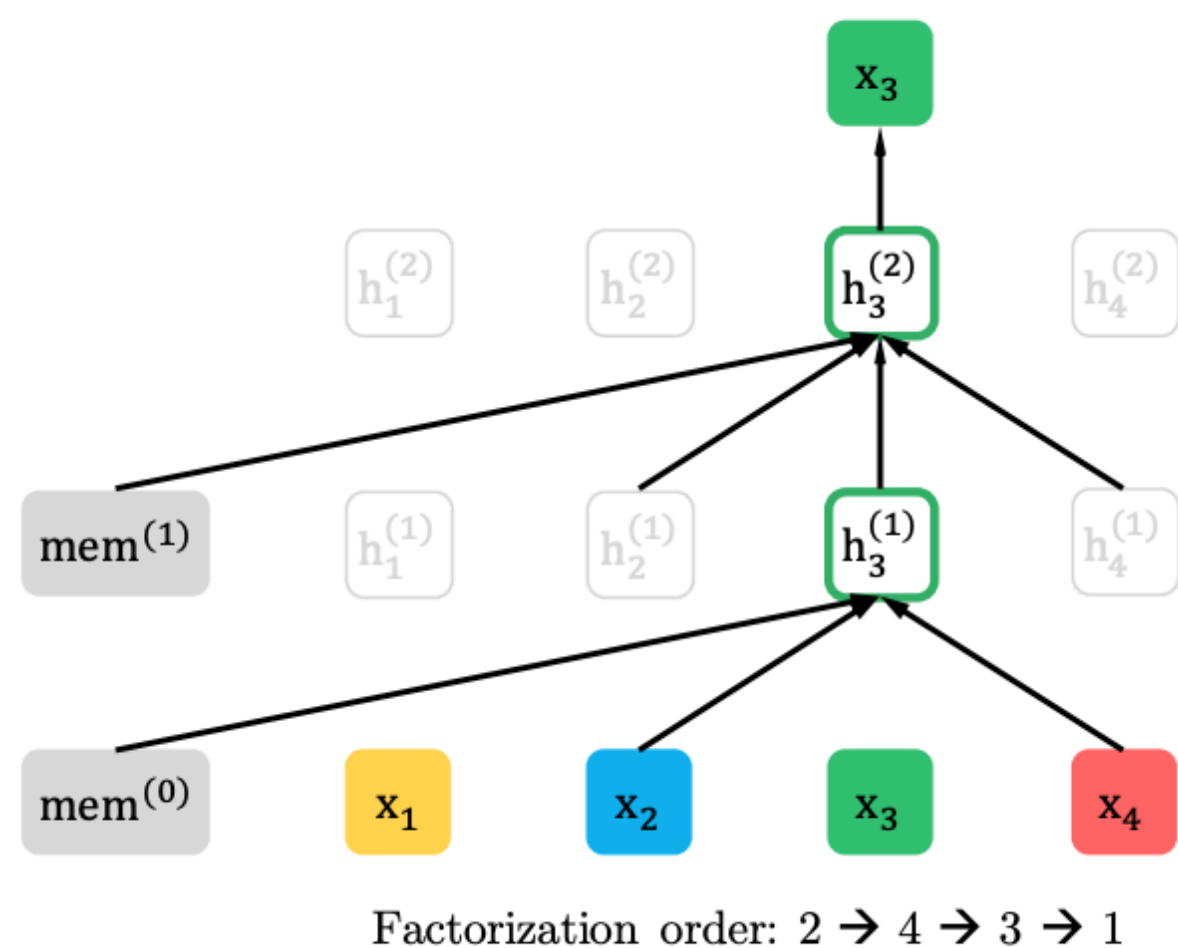 x₃
h₁⁽²⁾ h₂⁽²⁾ h₃⁽²⁾ h₄⁽²⁾
mem⁽¹⁾ h₁⁽¹⁾ h₂⁽¹⁾ h₃⁽¹⁾ h₄⁽¹⁾
mem⁽⁰⁾ x₁ x₂ x₃ x₄
Factorization order: 2 → 4 → 3 → 1